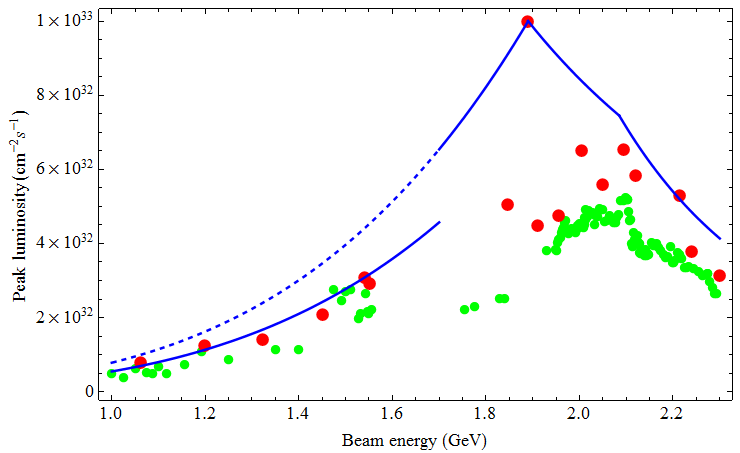 1 × 10³³
8 × 10³²
6 × 10³²
4 × 10³²
2 × 10³²
0
Peak luminosity (cm⁻²s⁻¹)
1.0 1.2 1.4 1.6 1.8 2.0 2.2
Beam energy (GeV)